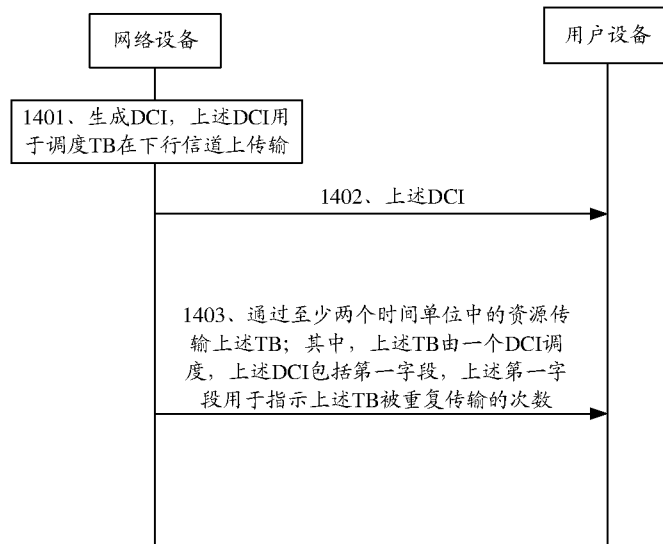 网络设备
用户设备
1401、生成DCI，上述DCI用
于调度TB在下行信道上传输
1402、上述DCI
1403、通过至少两个时间单位中的资源传
输上述TB；其中，上述TB由一个DCI调
度，上述DCI包括第一字段，上述第一字
段用于指示上述TB被重复传输的次数